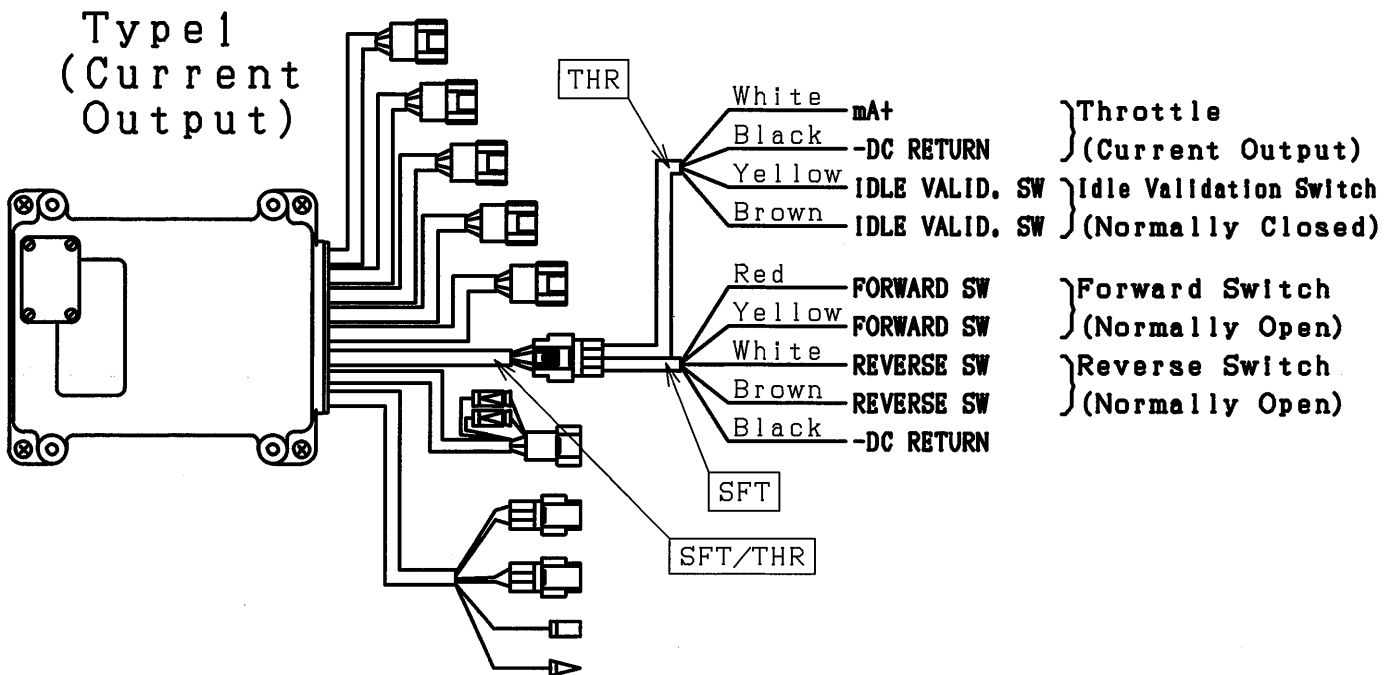 Type1
(Current
Output)
THR
White mA+ Throttle
Black -DC RETURN (Current Output)
Yellow IDLE VALID. SW Idle Validation Switch
Brown IDLE VALID. SW (Normally Closed)
Red FORWARD SW Forward Switch
Yellow FORWARD SW (Normally Open)
White REVERSE SW Reverse Switch
Brown REVERSE SW (Normally Open)
Black -DC RETURN
SFT
SFT/THR